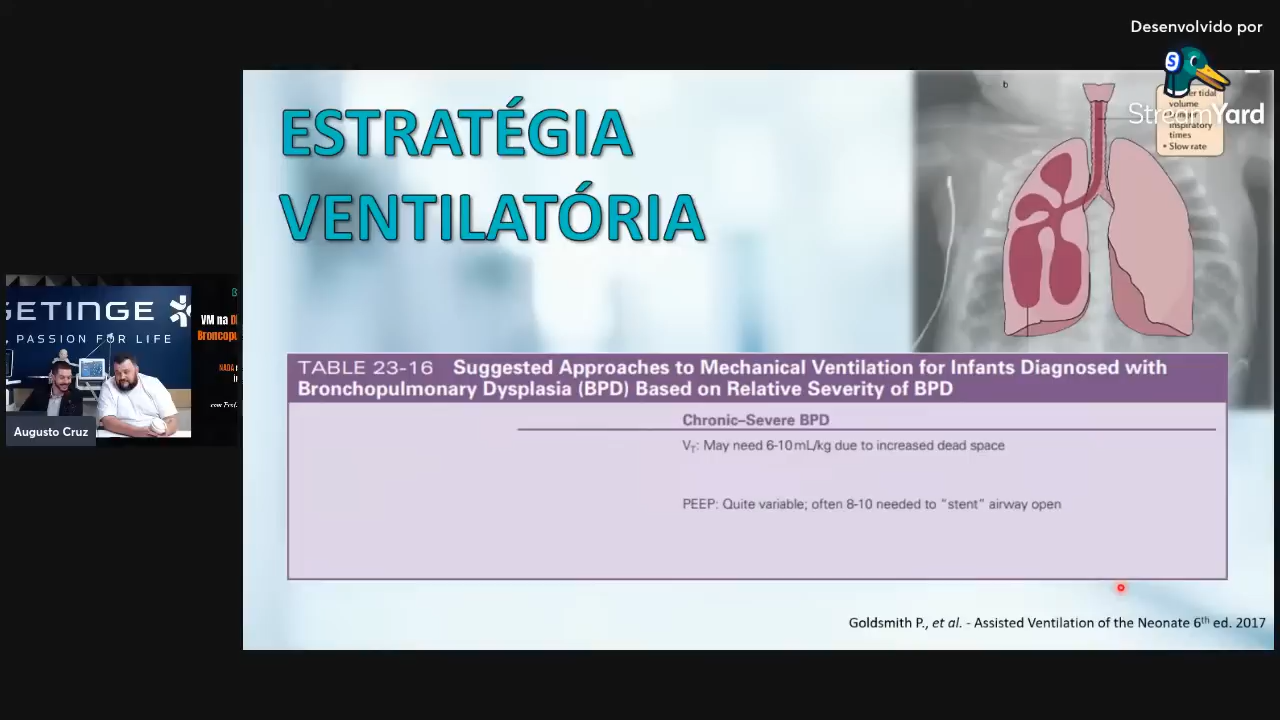 Desenvolvido por
StreamYard
ESTRATÉGIA
VENTILATÓRIA
b
tidal
volume
inspiratory
times
• Slow rate
GETINGE
PASSION FOR LIFE
VM na
Broncop
NADA
com Prof.
Augusto Cruz
TABLE 23-16 Suggested Approaches to Mechanical Ventilation for Infants Diagnosed with
Bronchopulmonary Dysplasia (BPD) Based on Relative Severity of BPD
Chronic–Severe BPD
VT: May need 6-10 mL/kg due to increased dead space
PEEP: Quite variable; often 8-10 needed to “stent” airway open
Goldsmith P., et al. - Assisted Ventilation of the Neonate 6th ed. 2017